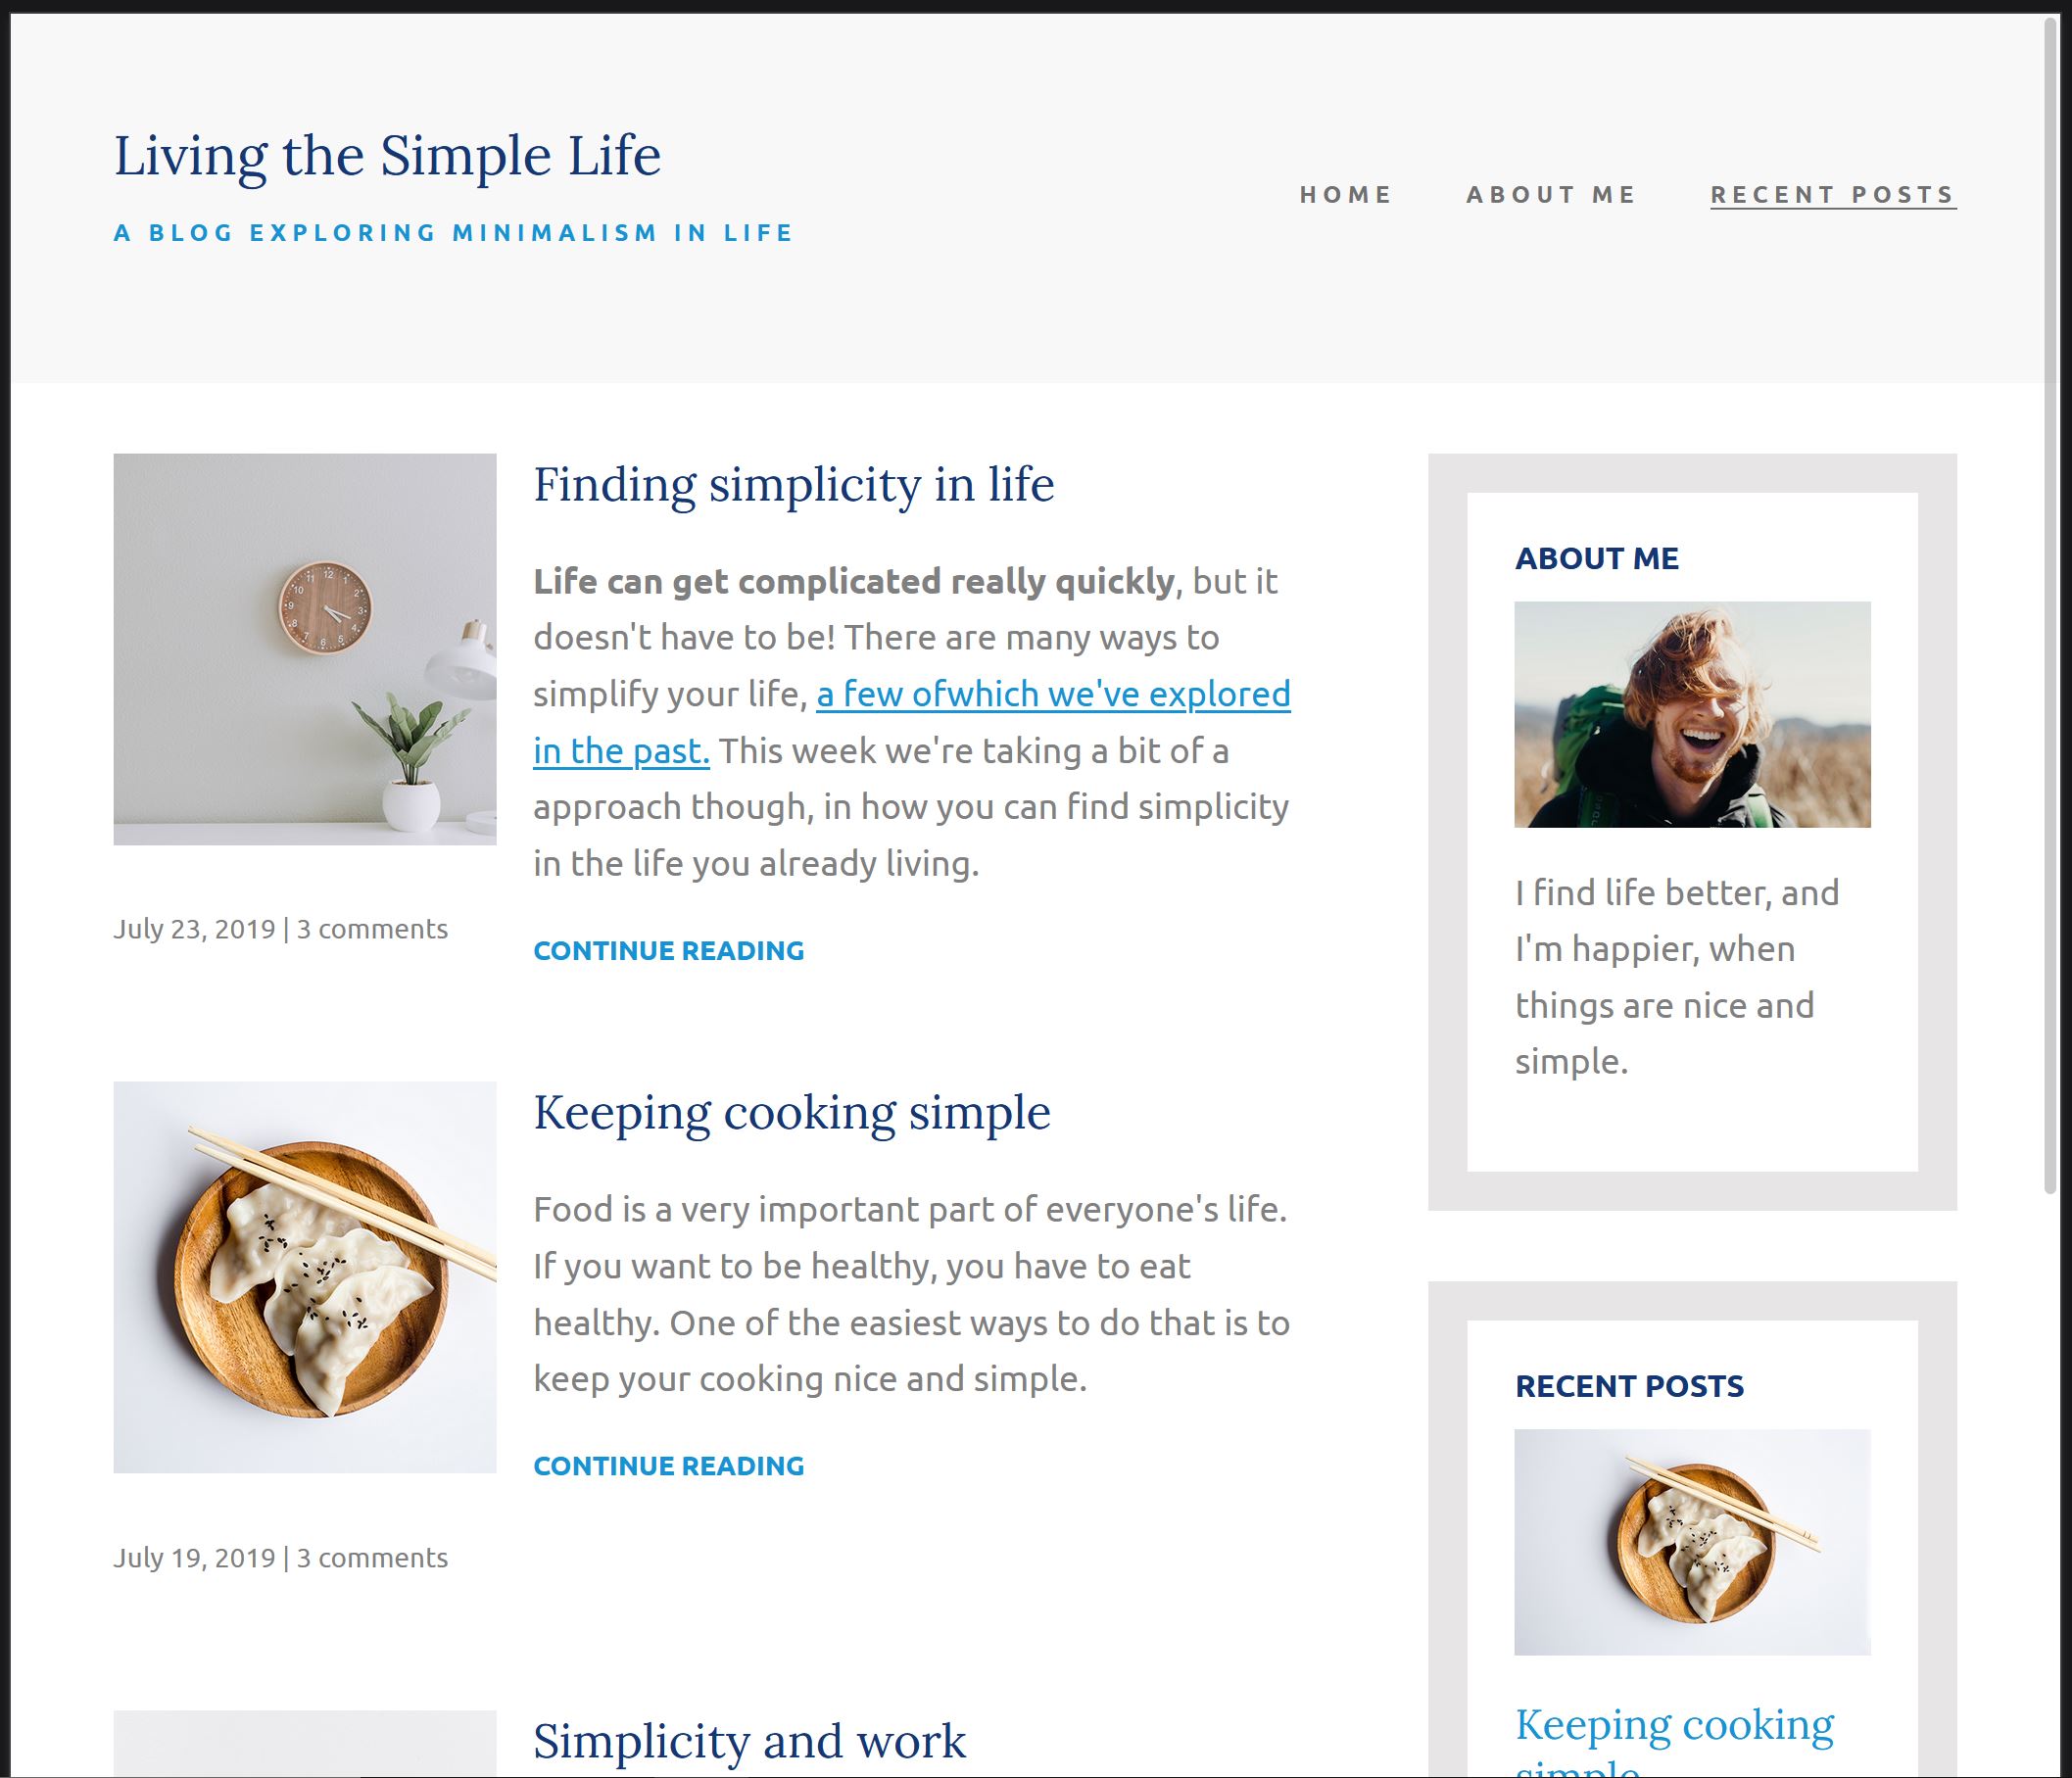 Living the Simple Life
A BLOG EXPLORING MINIMALISM IN LIFE
HOME ABOUT ME RECENT POSTS
Finding simplicity in life
Life can get complicated really quickly, but it
doesn't have to be! There are many ways to
simplify your life, a few ofwhich we've explored
in the past. This week we're taking a bit of a
approach though, in how you can find simplicity
in the life you already living.
July 23, 2019 | 3 comments
CONTINUE READING
Keeping cooking simple
Food is a very important part of everyone's life.
If you want to be healthy, you have to eat
healthy. One of the easiest ways to do that is to
keep your cooking nice and simple.
CONTINUE READING
July 19, 2019 | 3 comments
Simplicity and work
ABOUT ME
I find life better, and
I'm happier, when
things are nice and
simple.
RECENT POSTS
Keeping cooking
simple